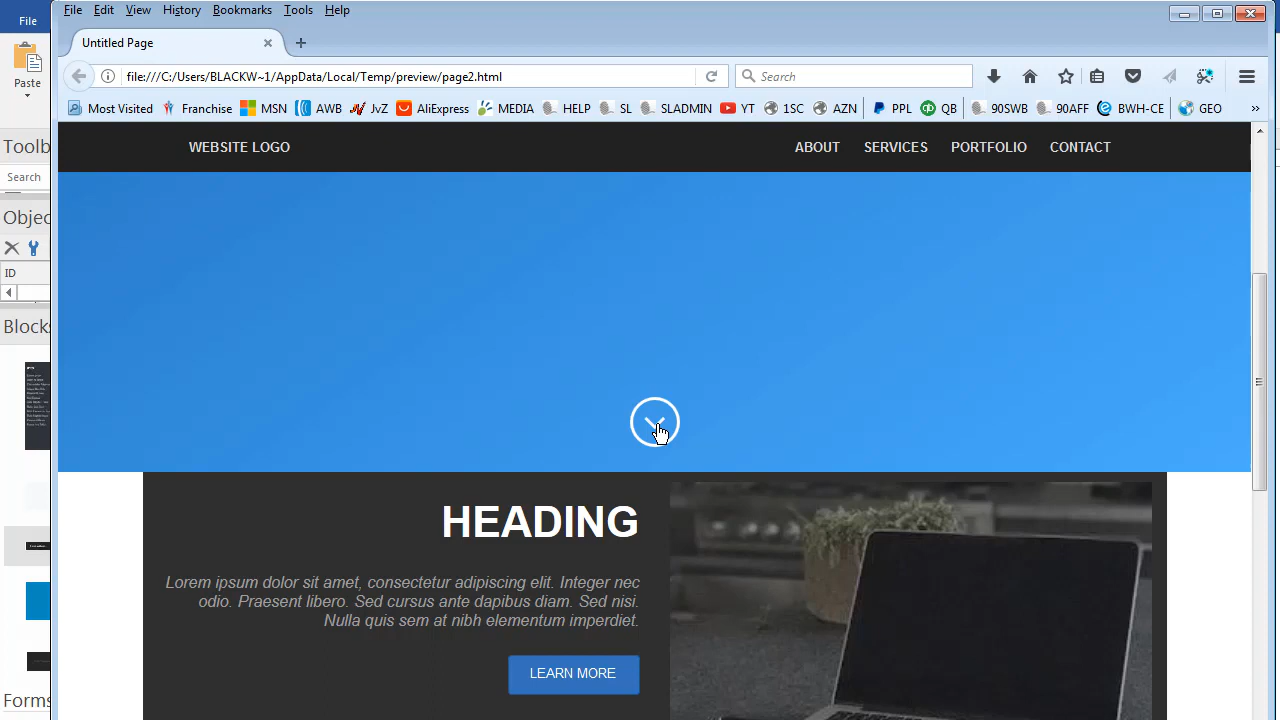 File
Paste
Toolb
Search
Objec
ID
Blocks
Forms
File Edit View History Bookmarks Tools Help
Untitled Page
file:///C:/Users/BLACKW~1/AppData/Local/Temp/preview/page2.html
Search
Most Visited Franchise MSN AWB JvZ AliExpress MEDIA HELP SL SLADMIN YT 1SC AZN PPL QB 90SWB 90AFF BWH-CE GEO
WEBSITE LOGO
ABOUT SERVICES PORTFOLIO CONTACT
HEADING
Lorem ipsum dolor sit amet, consectetur adipiscing elit. Integer nec
odio. Praesent libero. Sed cursus ante dapibus diam. Sed nisi.
Nulla quis sem at nibh elementum imperdiet.
LEARN MORE